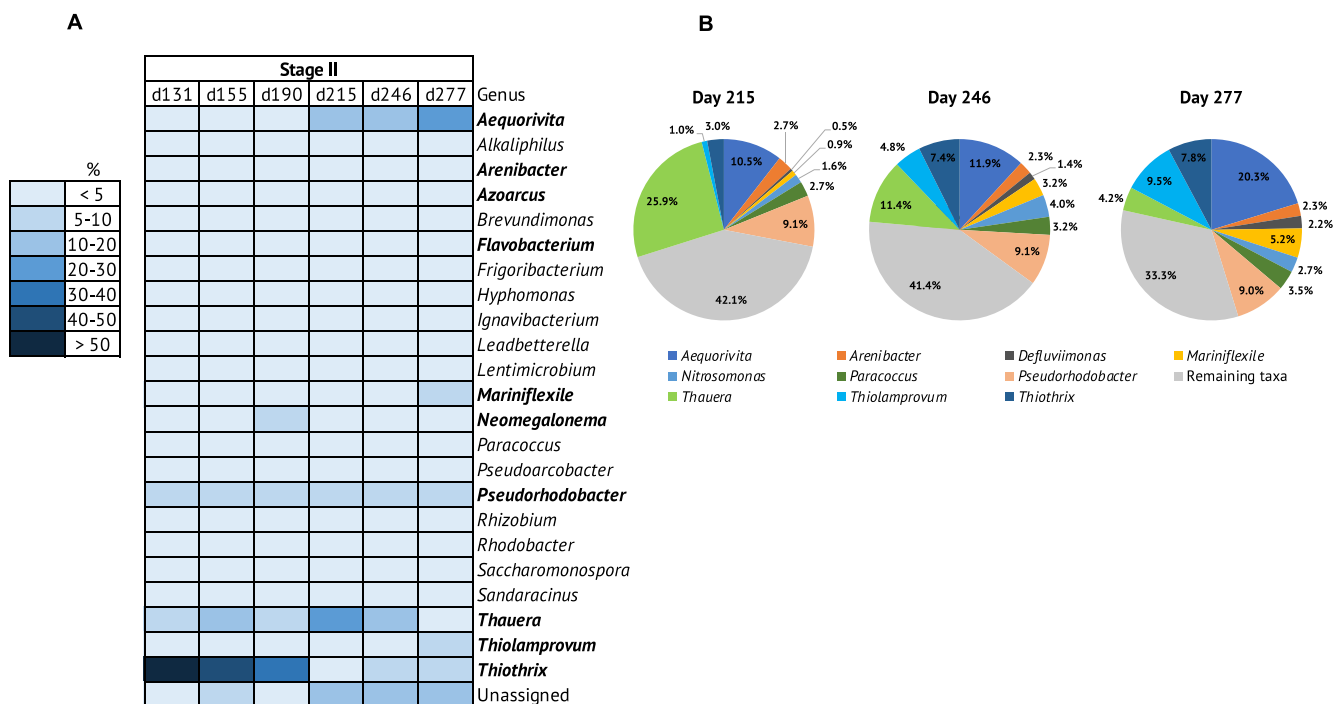 A
Stage II
d131 d155 d190 d215 d246 d277 Genus
Aequorivita
Alkaliphilus
Arenibacter
Azoarcus
Brevundimonas
Flavobacterium
Frigoribacterium
Hyphomonas
Ignavibacterium
Leadbetterella
Lentimicrobium
Mariniflexile
Neomegalonema
Paracoccus
Pseudoarcobacter
Pseudorhodobacter
Rhizobium
Rhodobacter
Saccharomonospora
Sandaracinus
Thauera
Thiolamprovum
Thiothrix
Unassigned
%
< 5
5-10
10-20
20-30
30-40
40-50
> 50
B
Day 215
10.5%
2.7%
0.5%
0.9%
1.6%
2.7%
9.1%
42.1%
25.9%
1.0%
3.0%
Day 246
11.9%
2.3%
1.4%
3.2%
4.0%
3.2%
9.1%
41.4%
11.4%
4.8%
7.4%
Day 277
20.3%
2.3%
2.2%
5.2%
2.7%
3.5%
9.0%
33.3%
4.2%
9.5%
7.8%
Aequorivita Arenibacter Defluviimonas Mariniflexile
Nitrosomonas Paracoccus Pseudorhodobacter Remaining taxa
Thauera Thiolamprovum Thiothrix